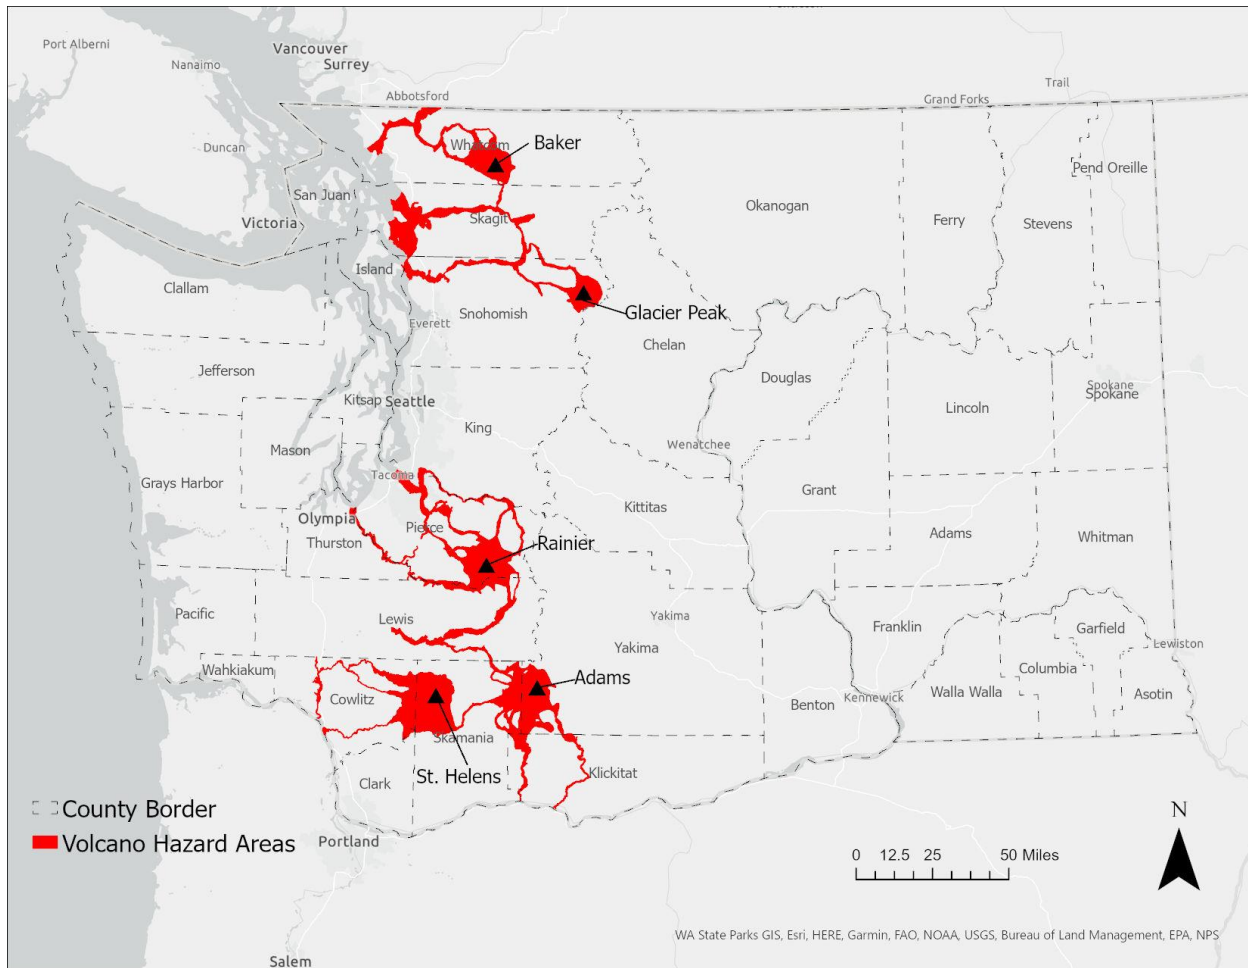 Port Alberni
Nanaimo
Vancouver
Surrey
Abbotsford
Trail
Grand Forks
Duncan
San Juan
Victoria
Whatcom
Baker
Skagit
Okanogan
Ferry
Stevens
Pend Oreille
Island
Clallam
Glacier Peak
Snohomish
Everett
Chelan
Jefferson
Kitsap
Seattle
Douglas
Lincoln
Spokane
Spokane
King
Wenatchee
Mason
Grays Harbor
Tacoma
Grant
Kittitas
Olympia
Pierce
Thurston
Rainier
Adams
Whitman
Pacific
Lewis
Yakima
Yakima
Franklin
Garfield
Lewiston
Wahkiakum
Cowlitz
Adams
Columbia
Walla Walla
Asotin
Benton
Kennewick
Skamania
St. Helens
Klickitat
Clark
County Border
Volcano Hazard Areas
Portland
N
0 12.5 25 50 Miles
WA State Parks GIS, Esri, HERE, Garmin, FAO, NOAA, USGS, Bureau of Land Management, EPA, NPS
Salem